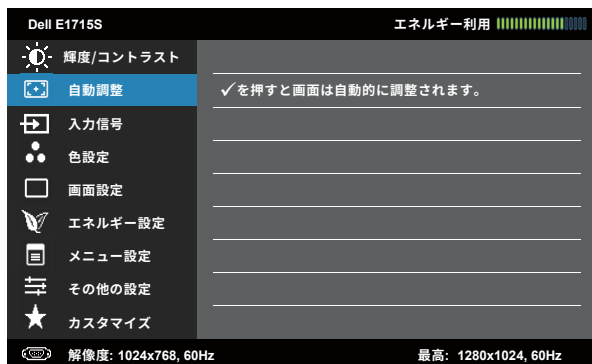 Dell E1715S エネルギー利用
輝度/コントラスト
自動調整 ✓を押すと画面は自動的に調整されます。
入力信号
色設定
画面設定
エネルギー設定
メニュー設定
その他の設定
カスタマイズ
解像度: 1024x768, 60Hz 最高: 1280x1024, 60Hz